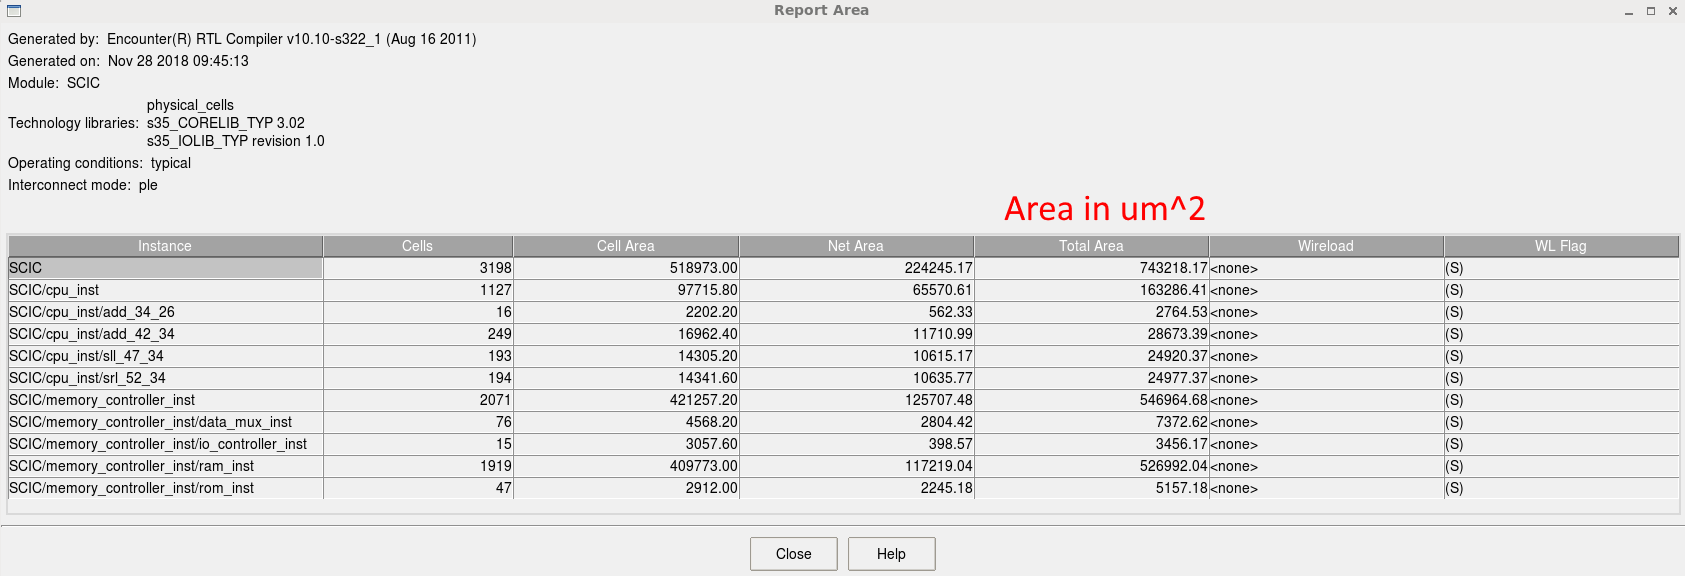 Report Area
Generated by: Encounter(R) RTL Compiler v10.10-s322_1 (Aug 16 2011)
Generated on: Nov 28 2018 09:45:13
Module: SCIC
physical_cells
Technology libraries: s35_CORELIB_TYP 3.02
s35_IOLIB_TYP revision 1.0
Operating conditions: typical
Interconnect mode: ple
Area in um^2
Instance Cells Cell Area Net Area Total Area Wireload WL Flag
SCIC 3198 518973.00 224245.17 743218.17 <none> (S)
SCIC/cpu_inst 1127 97715.80 65570.61 163286.41 <none> (S)
SCIC/cpu_inst/add_34_26 16 2202.20 562.33 2764.53 <none> (S)
SCIC/cpu_inst/add_42_34 249 16962.40 11710.99 28673.39 <none> (S)
SCIC/cpu_inst/sll_47_34 193 14305.20 10615.17 24920.37 <none> (S)
SCIC/cpu_inst/srl_52_34 194 14341.60 10635.77 24977.37 <none> (S)
SCIC/memory_controller_inst 2071 421257.20 125707.48 546964.68 <none> (S)
SCIC/memory_controller_inst/data_mux_inst 76 4568.20 2804.42 7372.62 <none> (S)
SCIC/memory_controller_inst/io_controller_inst 15 3057.60 398.57 3456.17 <none> (S)
SCIC/memory_controller_inst/ram_inst 1919 409773.00 117219.04 526992.04 <none> (S)
SCIC/memory_controller_inst/rom_inst 47 2912.00 2245.18 5157.18 <none> (S)
Close Help